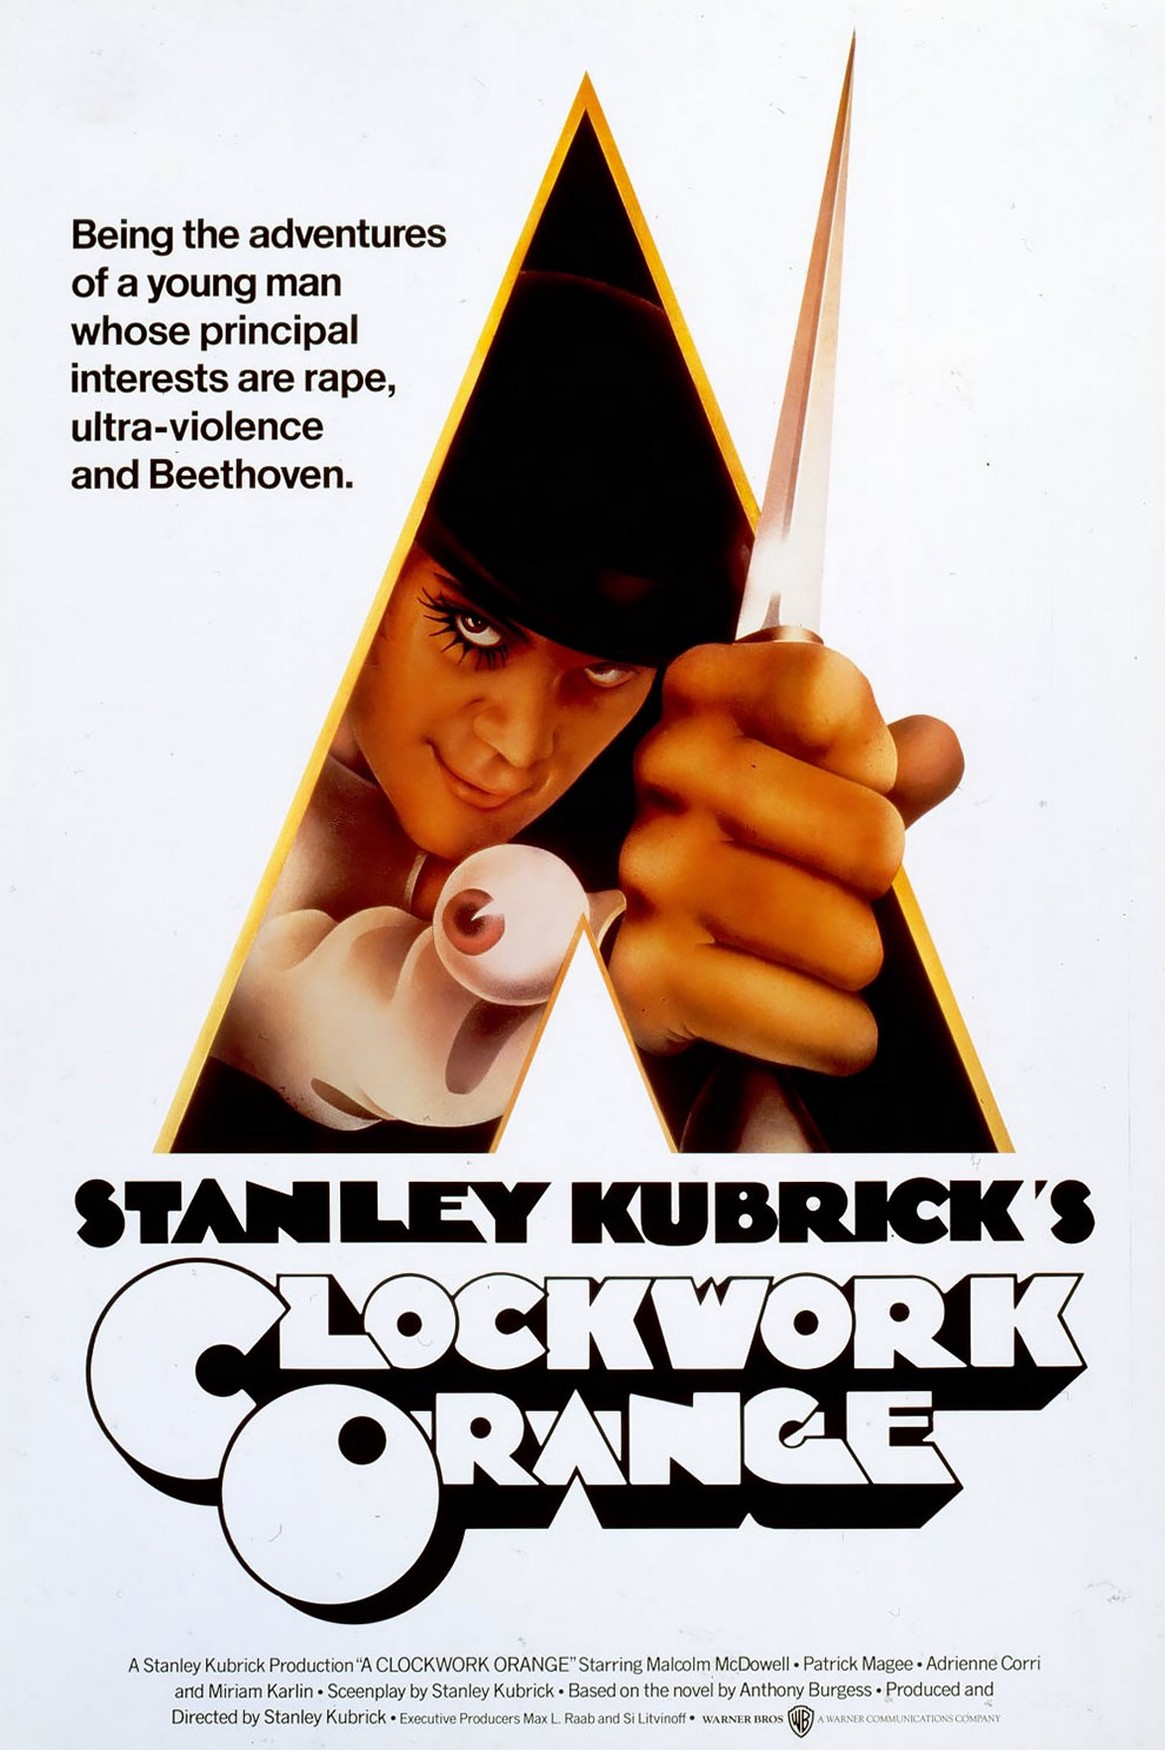 Being the adventures
of a young man
whose principal
interests are rape,
ultra-violence
and Beethoven.
STANLEY KUBRICK'S
CLOCKWORK
ORANGE
A Stanley Kubrick Production "A CLOCKWORK ORANGE" Starring Malcolm McDowell • Patrick Magee • Adrienne Corri
and Miriam Karlin • Sceenplay by Stanley Kubrick • Based on the novel by Anthony Burgess • Produced and
Directed by Stanley Kubrick • Executive Producers Max L. Raab and Si Litvinoff • WARNER BROS WB A WARNER COMMUNICATIONS COMPANY